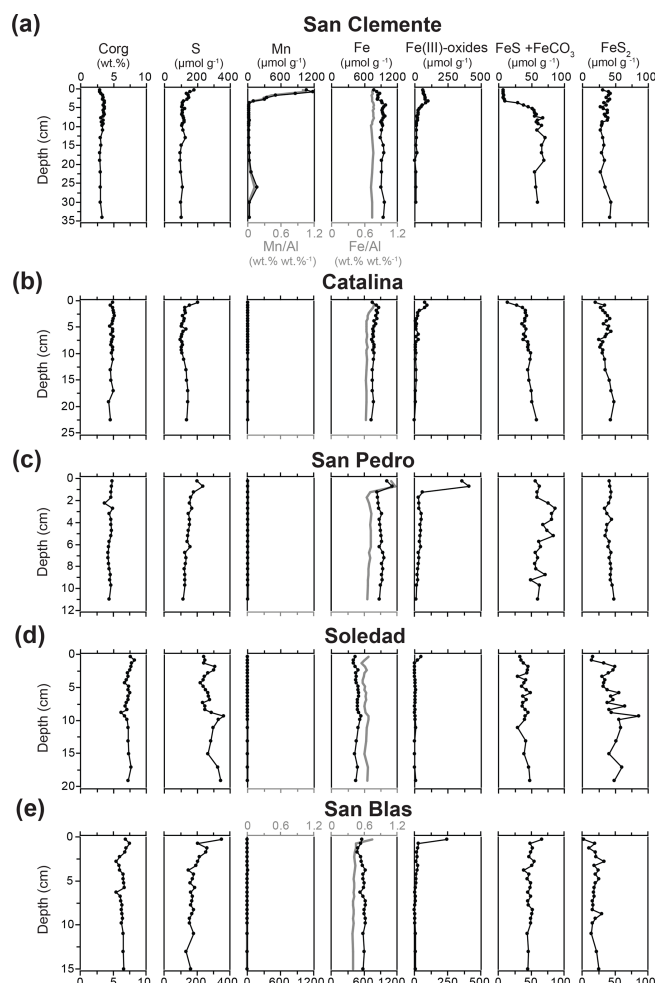 (a) San Clemente
Corg S Mn Fe Fe(III)-oxides FeS +FeCO3 FeS2
(wt.%) (μmol g-1) (μmol g-1) (μmol g-1) (μmol g-1) (μmol g-1) (μmol g-1)
0 5 10 0 200 400 0 600 1200 0 600 1200 0 500 0 50 100 0 50 100
Depth (cm)
0
5
10
15
20
25
30
35
0 0.6 1.2 0 0.6 1.2
Mn/Al Fe/Al
(wt.% wt.%-1) (wt.% wt.%-1)
(b) Catalina
Depth (cm)
0
5
10
15
20
25
(c) San Pedro
Depth (cm)
0
2
4
6
8
10
12
(d) Soledad
Depth (cm)
0
5
10
15
20
(e) San Blas
0 0.6 1.2 0 0.6 1.2
Depth (cm)
0
5
10
15
0 5 10 0 200 400 0 600 1200 0 600 1200 0 500 0 50 100 0 50 100